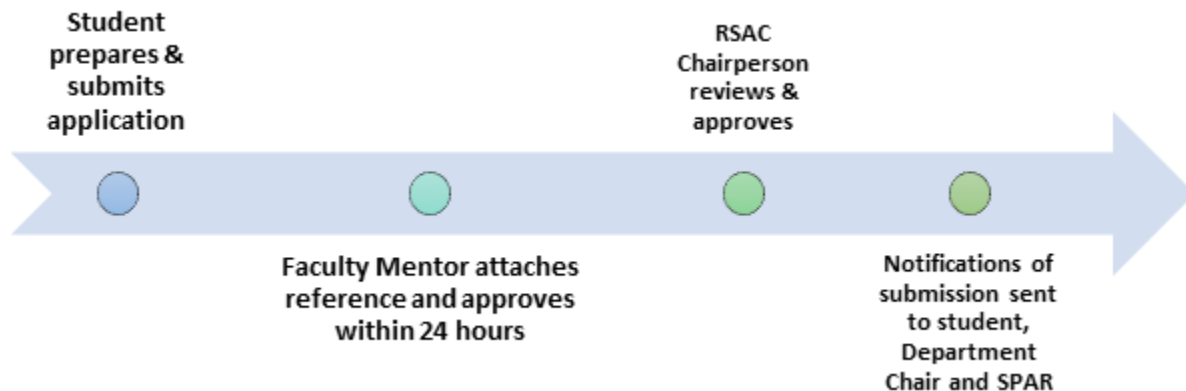 Student
prepares &
submits
application
Faculty Mentor attaches
reference and approves
within 24 hours
RSAC
Chairperson
reviews &
approves
Notifications of
submission sent
to student,
Department
Chair and SPAR